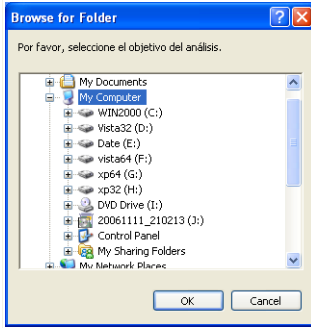 Browse for Folder
Por favor, seleccione el objetivo del análisis.
My Documents
My Computer
WIN2000 (C:)
Vista32 (D:)
Date (E:)
vista64 (F:)
xp64 (G:)
xp32 (H:)
DVD Drive (I:)
20061111_210213 (J:)
Control Panel
My Sharing Folders
My Network Places
OK Cancel